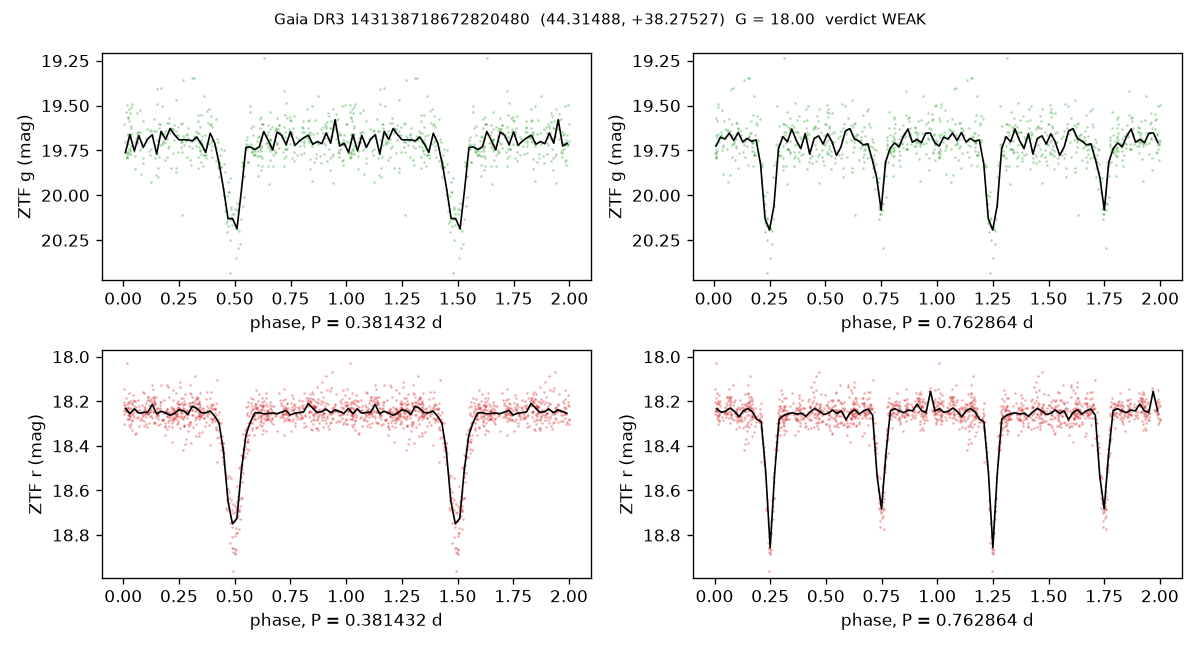 Gaia DR3 143138718672820480 (44.31488, +38.27527) G = 18.00 verdict WEAK
ZTF g (mag)
19.25
19.50
19.75
20.00
20.25
0.00 0.25 0.50 0.75 1.00 1.25 1.50 1.75 2.00
phase, P = 0.381432 d
ZTF g (mag)
19.25
19.50
19.75
20.00
20.25
0.00 0.25 0.50 0.75 1.00 1.25 1.50 1.75 2.00
phase, P = 0.762864 d
ZTF r (mag)
18.0
18.2
18.4
18.6
18.8
0.00 0.25 0.50 0.75 1.00 1.25 1.50 1.75 2.00
phase, P = 0.381432 d
ZTF r (mag)
18.0
18.2
18.4
18.6
18.8
0.00 0.25 0.50 0.75 1.00 1.25 1.50 1.75 2.00
phase, P = 0.762864 d